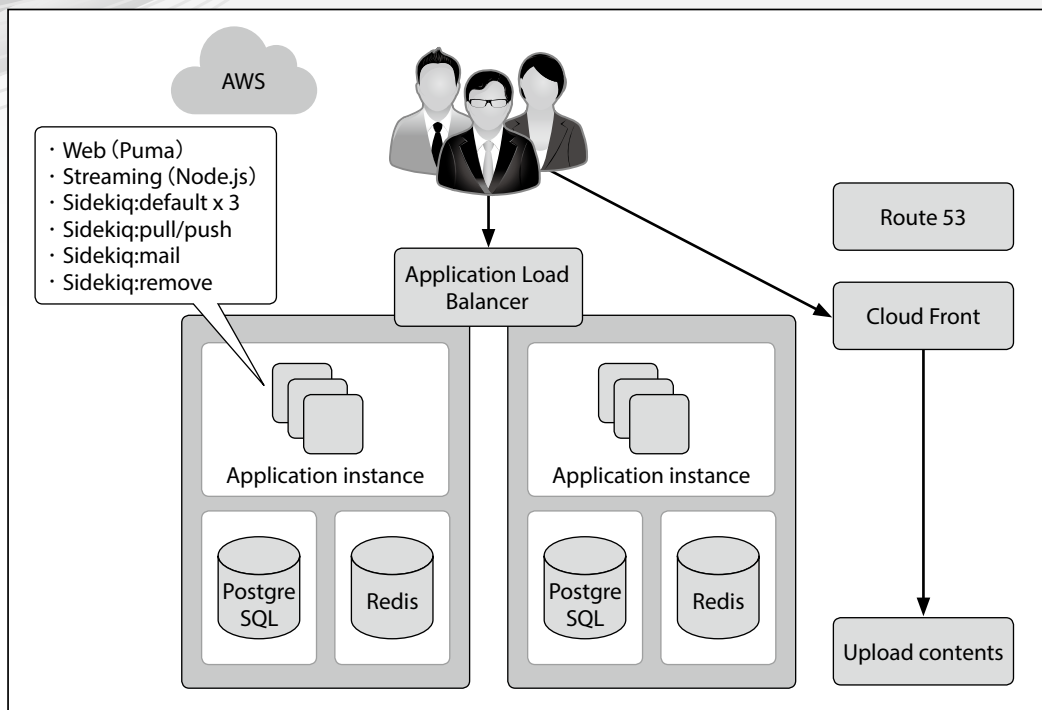 AWS
· Web (Puma)
· Streaming (Node.js)
· Sidekiq:default x 3
· Sidekiq:pull/push
· Sidekiq:mail
· Sidekiq:remove
Application Load
Balancer
Route 53
Cloud Front
Application instance
Application instance
Postgre
SQL
Redis
Postgre
SQL
Redis
Upload contents